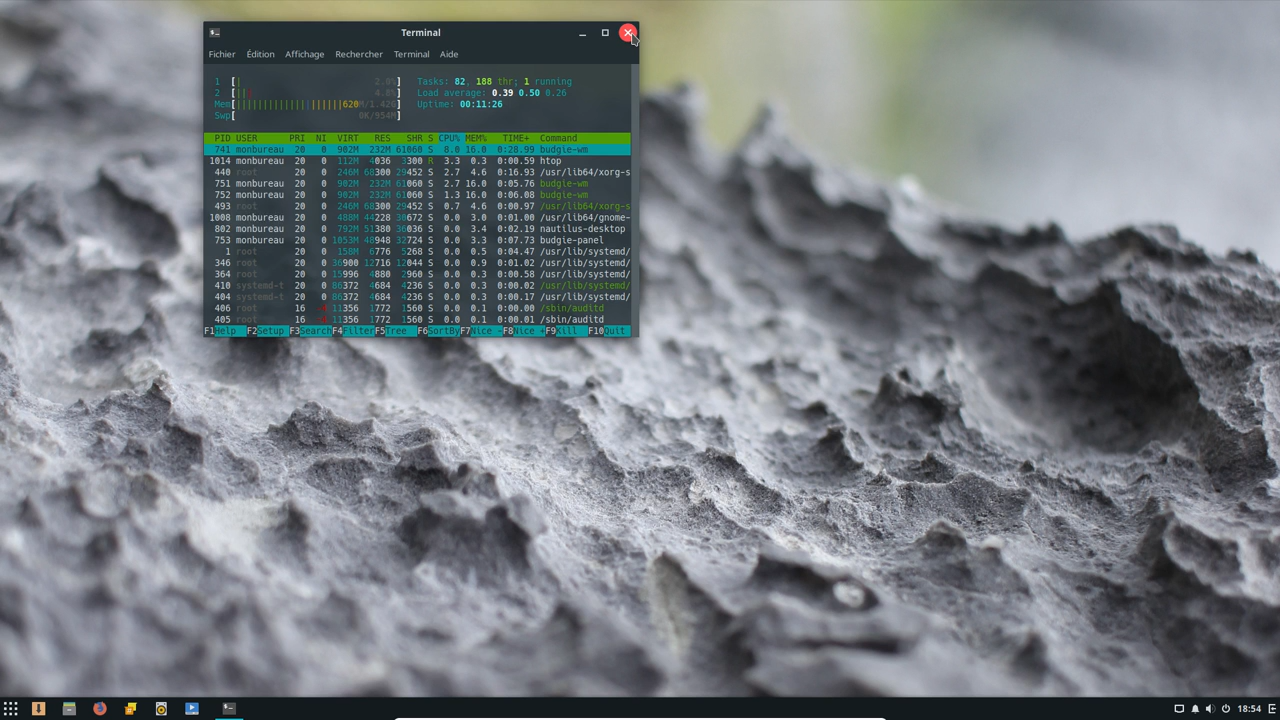 Terminal
Fichier Édition Affichage Rechercher Terminal Aide
1 [| 2.0%] Tasks: 82, 188 thr; 1 running
2 [|| 4.8%] Load average: 0.39 0.50 0.26
Mem[||||||||||||||||||||620M/1.42G] Uptime: 00:11:26
Swp[ 0K/954M]
PID USER PRI NI VIRT RES SHR S CPU% MEM% TIME+ Command
741 monbureau 20 0 902M 232M 61060 S 8.0 16.0 0:28.99 budgie-wm
1014 monbureau 20 0 112M 4036 3300 R 3.3 0.3 0:00.59 htop
440 root 20 0 246M 68300 29452 S 2.7 4.6 0:16.93 /usr/lib64/xorg-s
751 monbureau 20 0 902M 232M 61060 S 2.7 16.0 0:05.76 budgie-wm
752 monbureau 20 0 902M 232M 61060 S 1.3 16.0 0:06.08 budgie-wm
493 root 20 0 246M 68300 29452 S 0.7 4.6 0:00.97 /usr/lib64/xorg-s
1008 monbureau 20 0 488M 44228 30672 S 0.0 3.0 0:01.00 /usr/lib64/gnome-
802 monbureau 20 0 792M 51380 36036 S 0.0 3.4 0:02.19 nautilus-desktop
753 monbureau 20 0 1053M 48948 32724 S 0.0 3.3 0:07.73 budgie-panel
1 root 20 0 158M 6776 5268 S 0.0 0.5 0:04.47 /usr/lib/systemd/
346 root 20 0 36900 12716 12044 S 0.0 0.9 0:01.02 /usr/lib/systemd/
364 root 20 0 15996 4880 2960 S 0.0 0.3 0:00.58 /usr/lib/systemd/
410 systemd-t 20 0 86372 4684 4236 S 0.0 0.3 0:00.02 /usr/lib/systemd/
404 systemd-t 20 0 86372 4684 4236 S 0.0 0.3 0:00.17 /usr/lib/systemd/
406 root 16 -4 11356 1772 1560 S 0.0 0.1 0:00.00 /sbin/auditd
405 root 16 -4 11356 1772 1560 S 0.0 0.1 0:00.01 /sbin/auditd
F1Help F2Setup F3SearchF4FilterF5Tree F6SortByF7Nice -F8Nice +F9Kill F10Quit
18:54